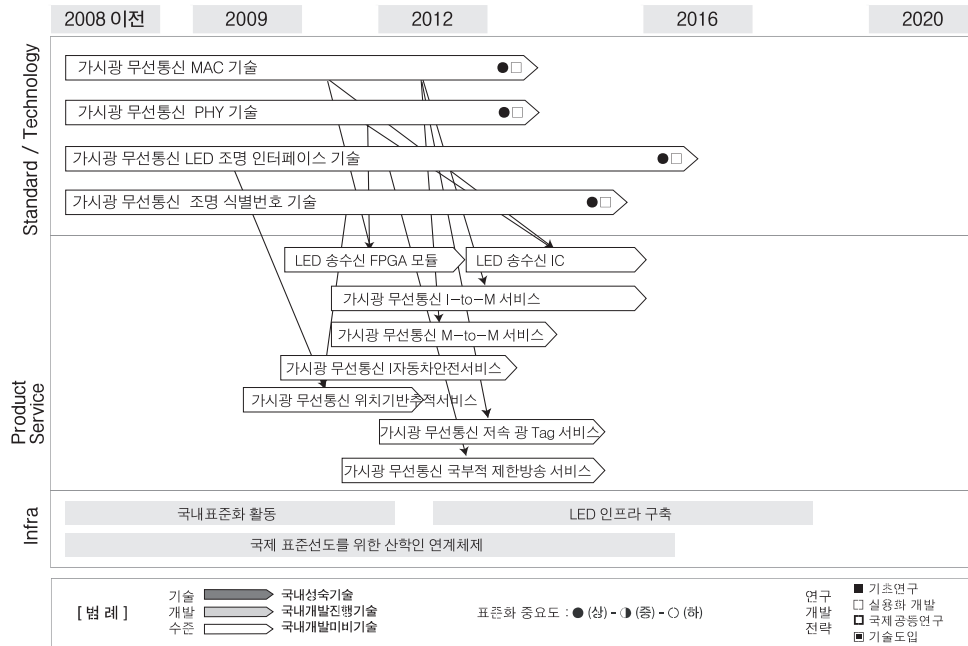 2008 이전 2009 2012 2016 2020
Standard / Technology
가시광 무선통신 MAC 기술
가시광 무선통신 PHY 기술
가시광 무선통신 LED 조명 인터페이스 기술
가시광 무선통신 조명 식별번호 기술
Product Service
LED 송수신 FPGA 모듈
LED 송수신 IC
가시광 무선통신 I-to-M 서비스
가시광 무선통신 M-to-M 서비스
가시광 무선통신 I자동차안전서비스
가시광 무선통신 위치기반추적서비스
가시광 무선통신 저속 광 Tag 서비스
가시광 무선통신 국부적 제한방송 서비스
Infra
국내표준화 활동
LED 인프라 구축
국제 표준선도를 위한 산학인 연계체제
[ 범례 ]
기술 개발 수준
국내성숙기술
국내개발진행기술
국내개발미비기술
표준화 중요도 : ● (상) - ◑ (중) - ○ (하)
연구 개발 전략
■ 기초연구
□ 실용화 개발
□ 국제공동연구
▣ 기술도입